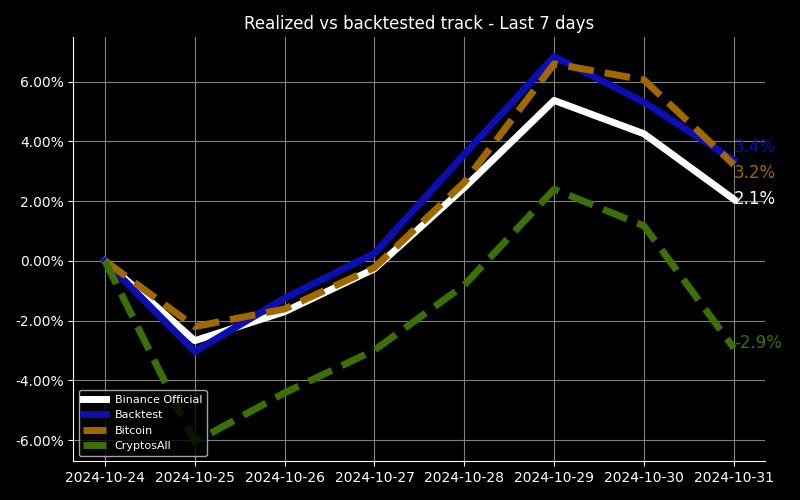 Realized vs backtested track - Last 7 days
6.00%
4.00%
2.00%
0.00%
-2.00%
-4.00%
-6.00%
3.4%
3.2%
2.1%
-2.9%
Binance Official
Backtest
Bitcoin
CryptosAll
2024-10-24 2024-10-25 2024-10-26 2024-10-27 2024-10-28 2024-10-29 2024-10-30 2024-10-31